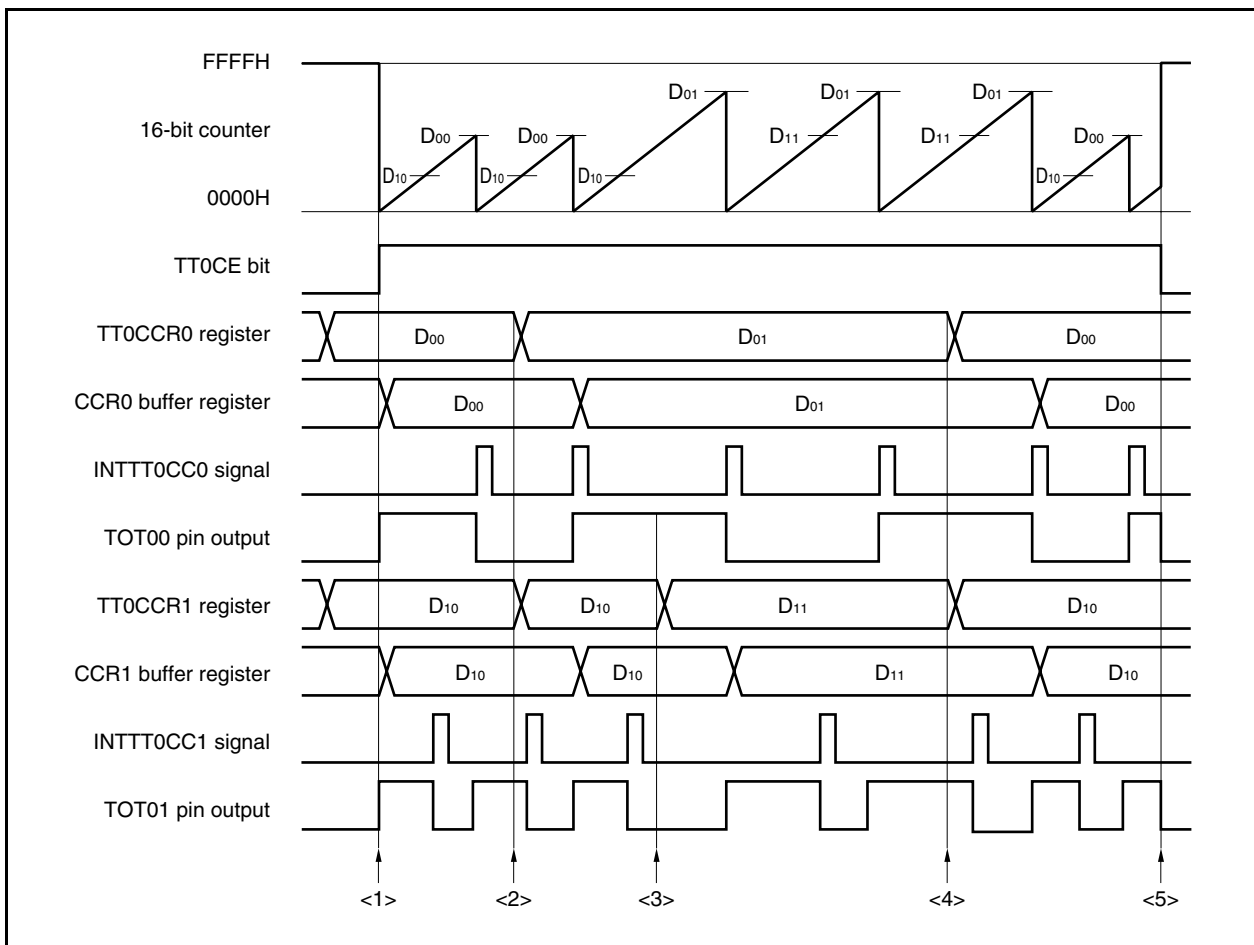 FFFFH
D01 D01 D01
16-bit counter
D00 D00 D11 D11 D00
D10 D10 D10 D10
0000H
TT0CE bit
TT0CCR0 register D00 D01 D00
CCR0 buffer register D00 D01 D00
INTTT0CC0 signal
TOT00 pin output
TT0CCR1 register D10 D10 D11 D10
CCR1 buffer register D10 D10 D11 D10
INTTT0CC1 signal
TOT01 pin output
<1> <2> <3> <4> <5>